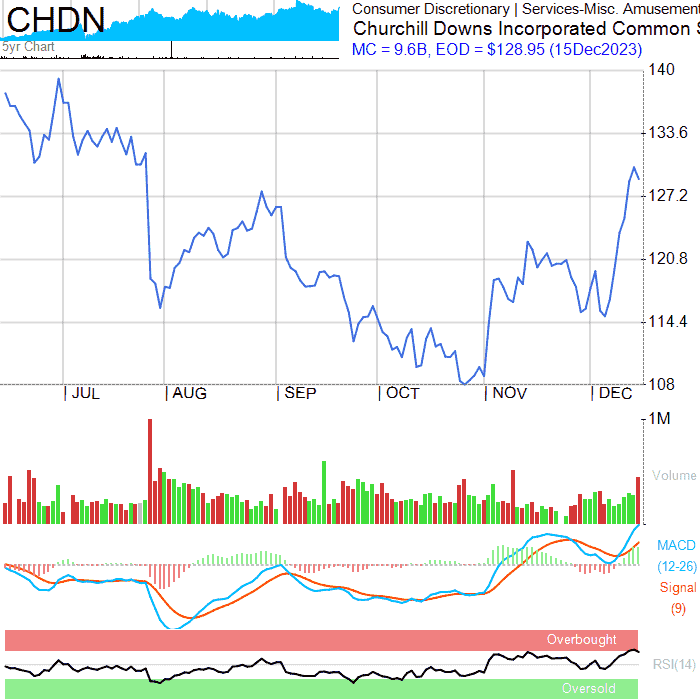 CHDN
5yr Chart
Consumer Discretionary | Services-Misc. Amusement
Churchill Downs Incorporated Common S
MC = 9.6B, EOD = $128.95 (15Dec2023)
140
133.6
127.2
120.8
114.4
108
| JUL | AUG | SEP | OCT | NOV | DEC
1M
Volume
MACD
(12-26)
Signal
(9)
Overbought
RSI(14)
Oversold